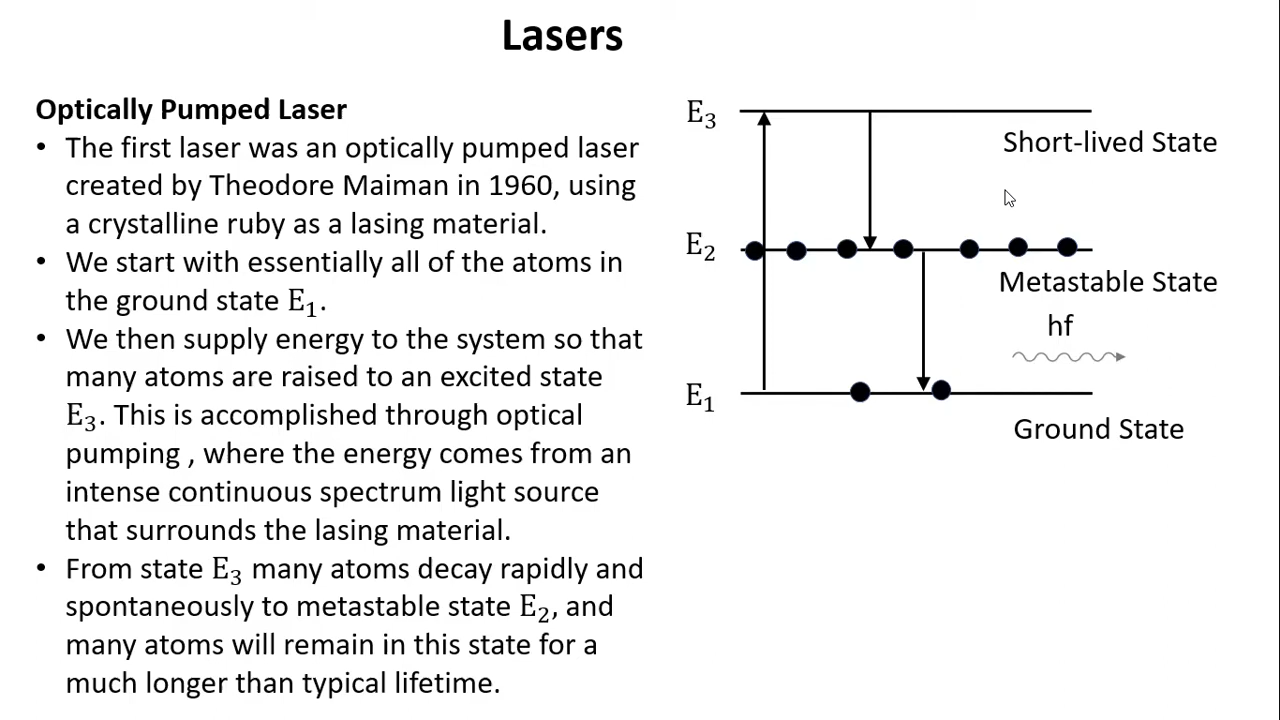 Lasers
Optically Pumped Laser
• The first laser was an optically pumped laser
created by Theodore Maiman in 1960, using
a crystalline ruby as a lasing material.
• We start with essentially all of the atoms in
the ground state E₁.
• We then supply energy to the system so that
many atoms are raised to an excited state
E₃. This is accomplished through optical
pumping , where the energy comes from an
intense continuous spectrum light source
that surrounds the lasing material.
• From state E₃ many atoms decay rapidly and
spontaneously to metastable state E₂, and
many atoms will remain in this state for a
much longer than typical lifetime.
E₃
Short-lived State
E₂
Metastable State
hf
E₁
Ground State